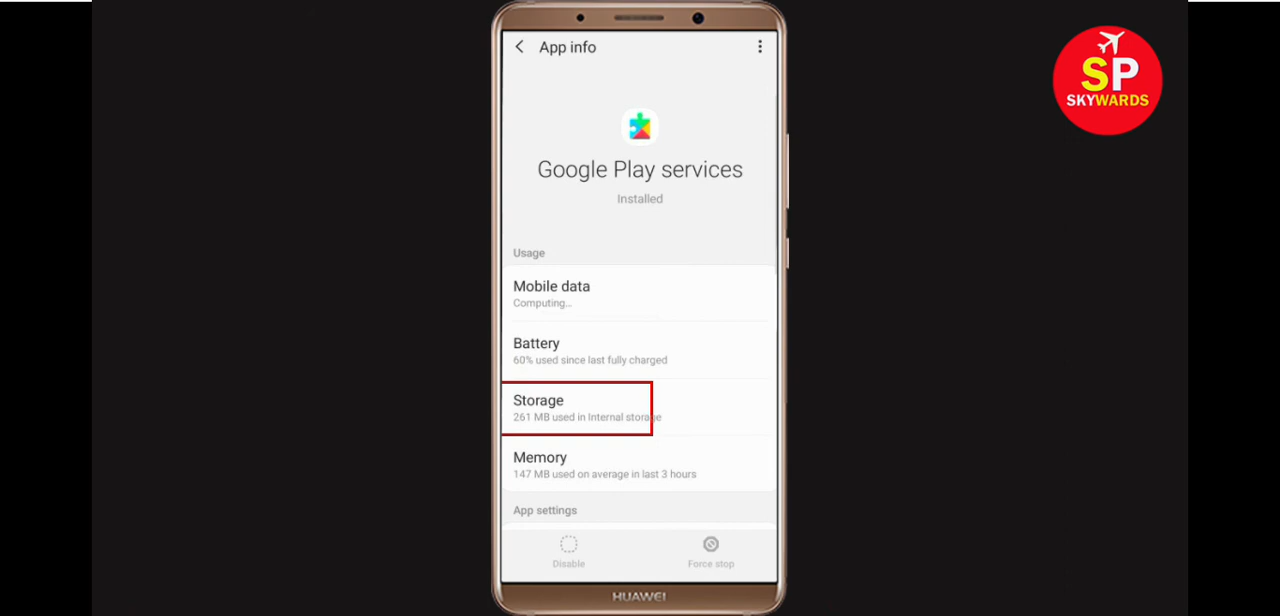 App info
SP
SKYWARDS
Google Play services
Installed
Usage
Mobile data
Computing...
Battery
60% used since last fully charged
Storage
261 MB used in Internal storage
Memory
147 MB used on average in last 3 hours
App settings
Disable
Force stop
HUAWEI